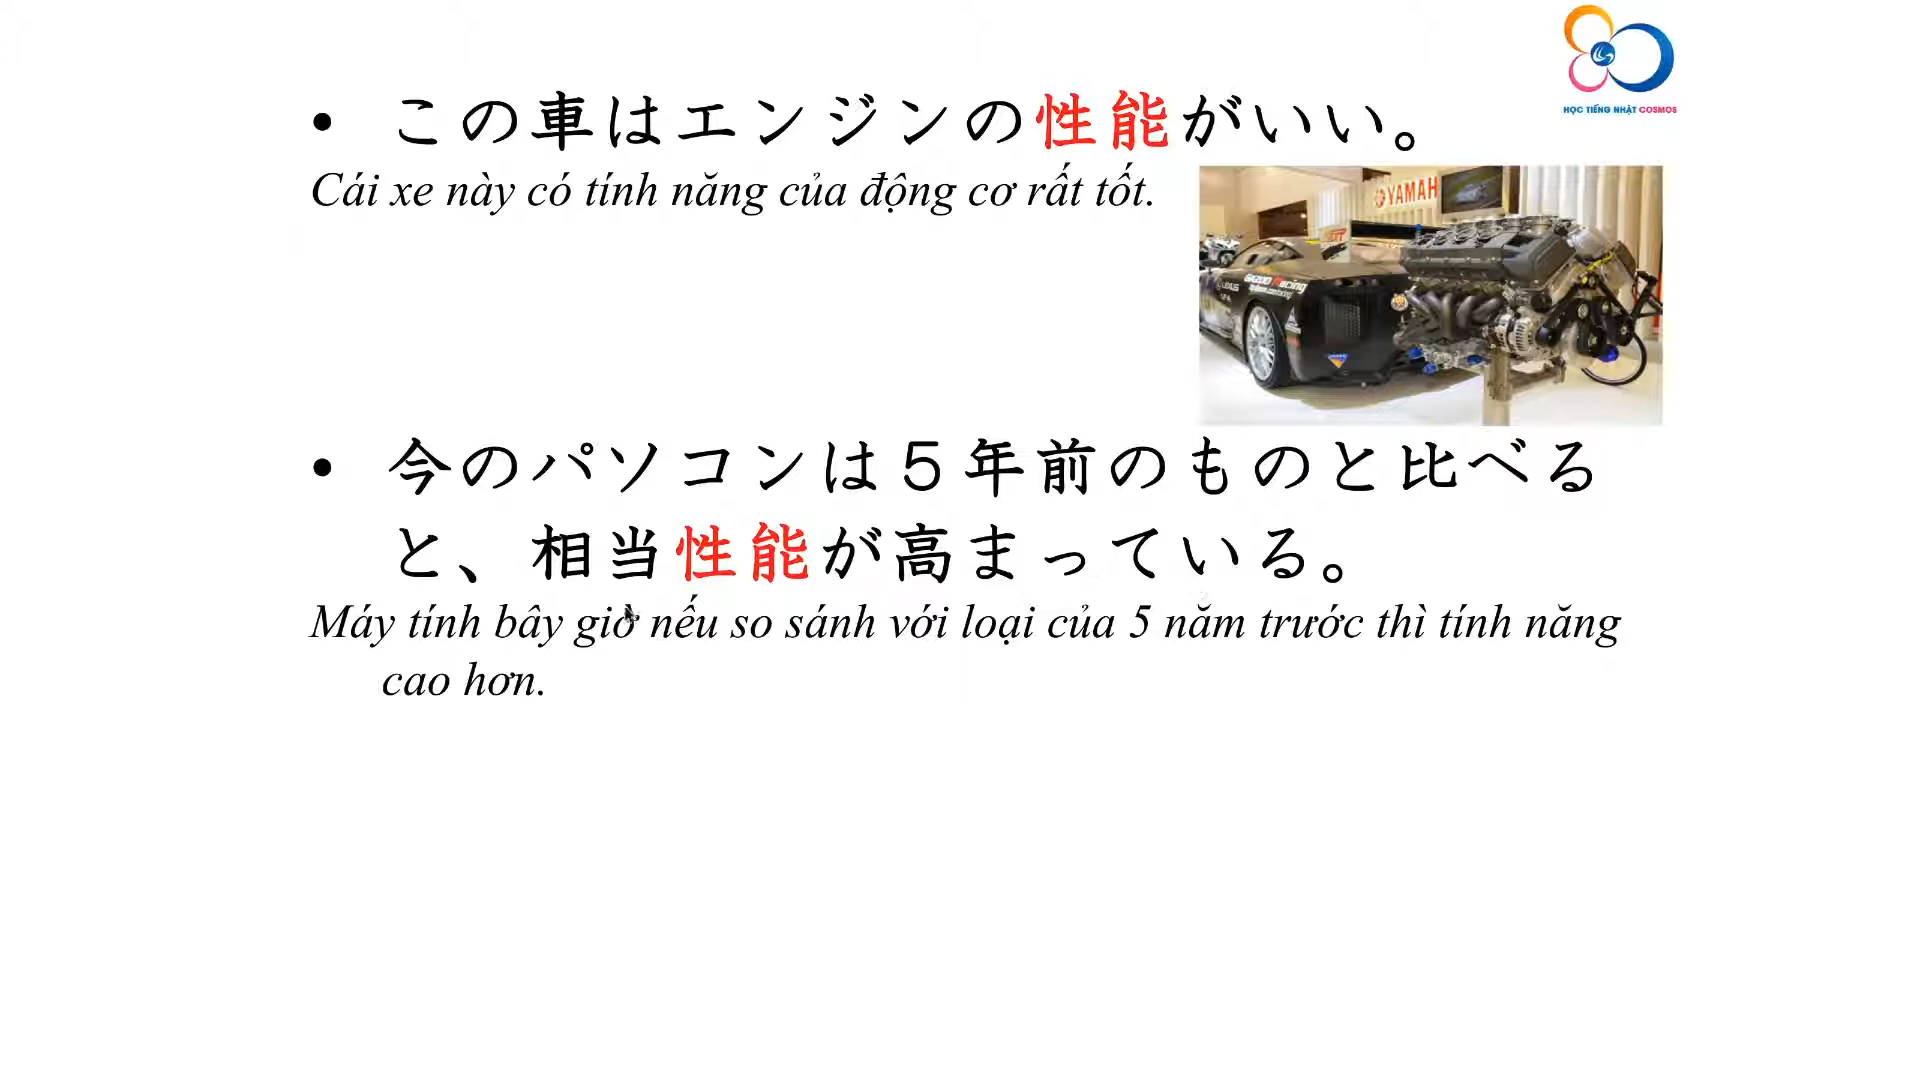 HỌC TIẾNG NHẬT COSMOS
• この車はエンジンの性能がいい。
Cái xe này có tính năng của động cơ rất tốt.
YAMAH
GAZOO Racing
LEXUS
• 今のパソコンは５年前のものと比べる
と、相当性能が高まっている。
Máy tính bây giờ nếu so sánh với loại của 5 năm trước thì tính năng
cao hơn.